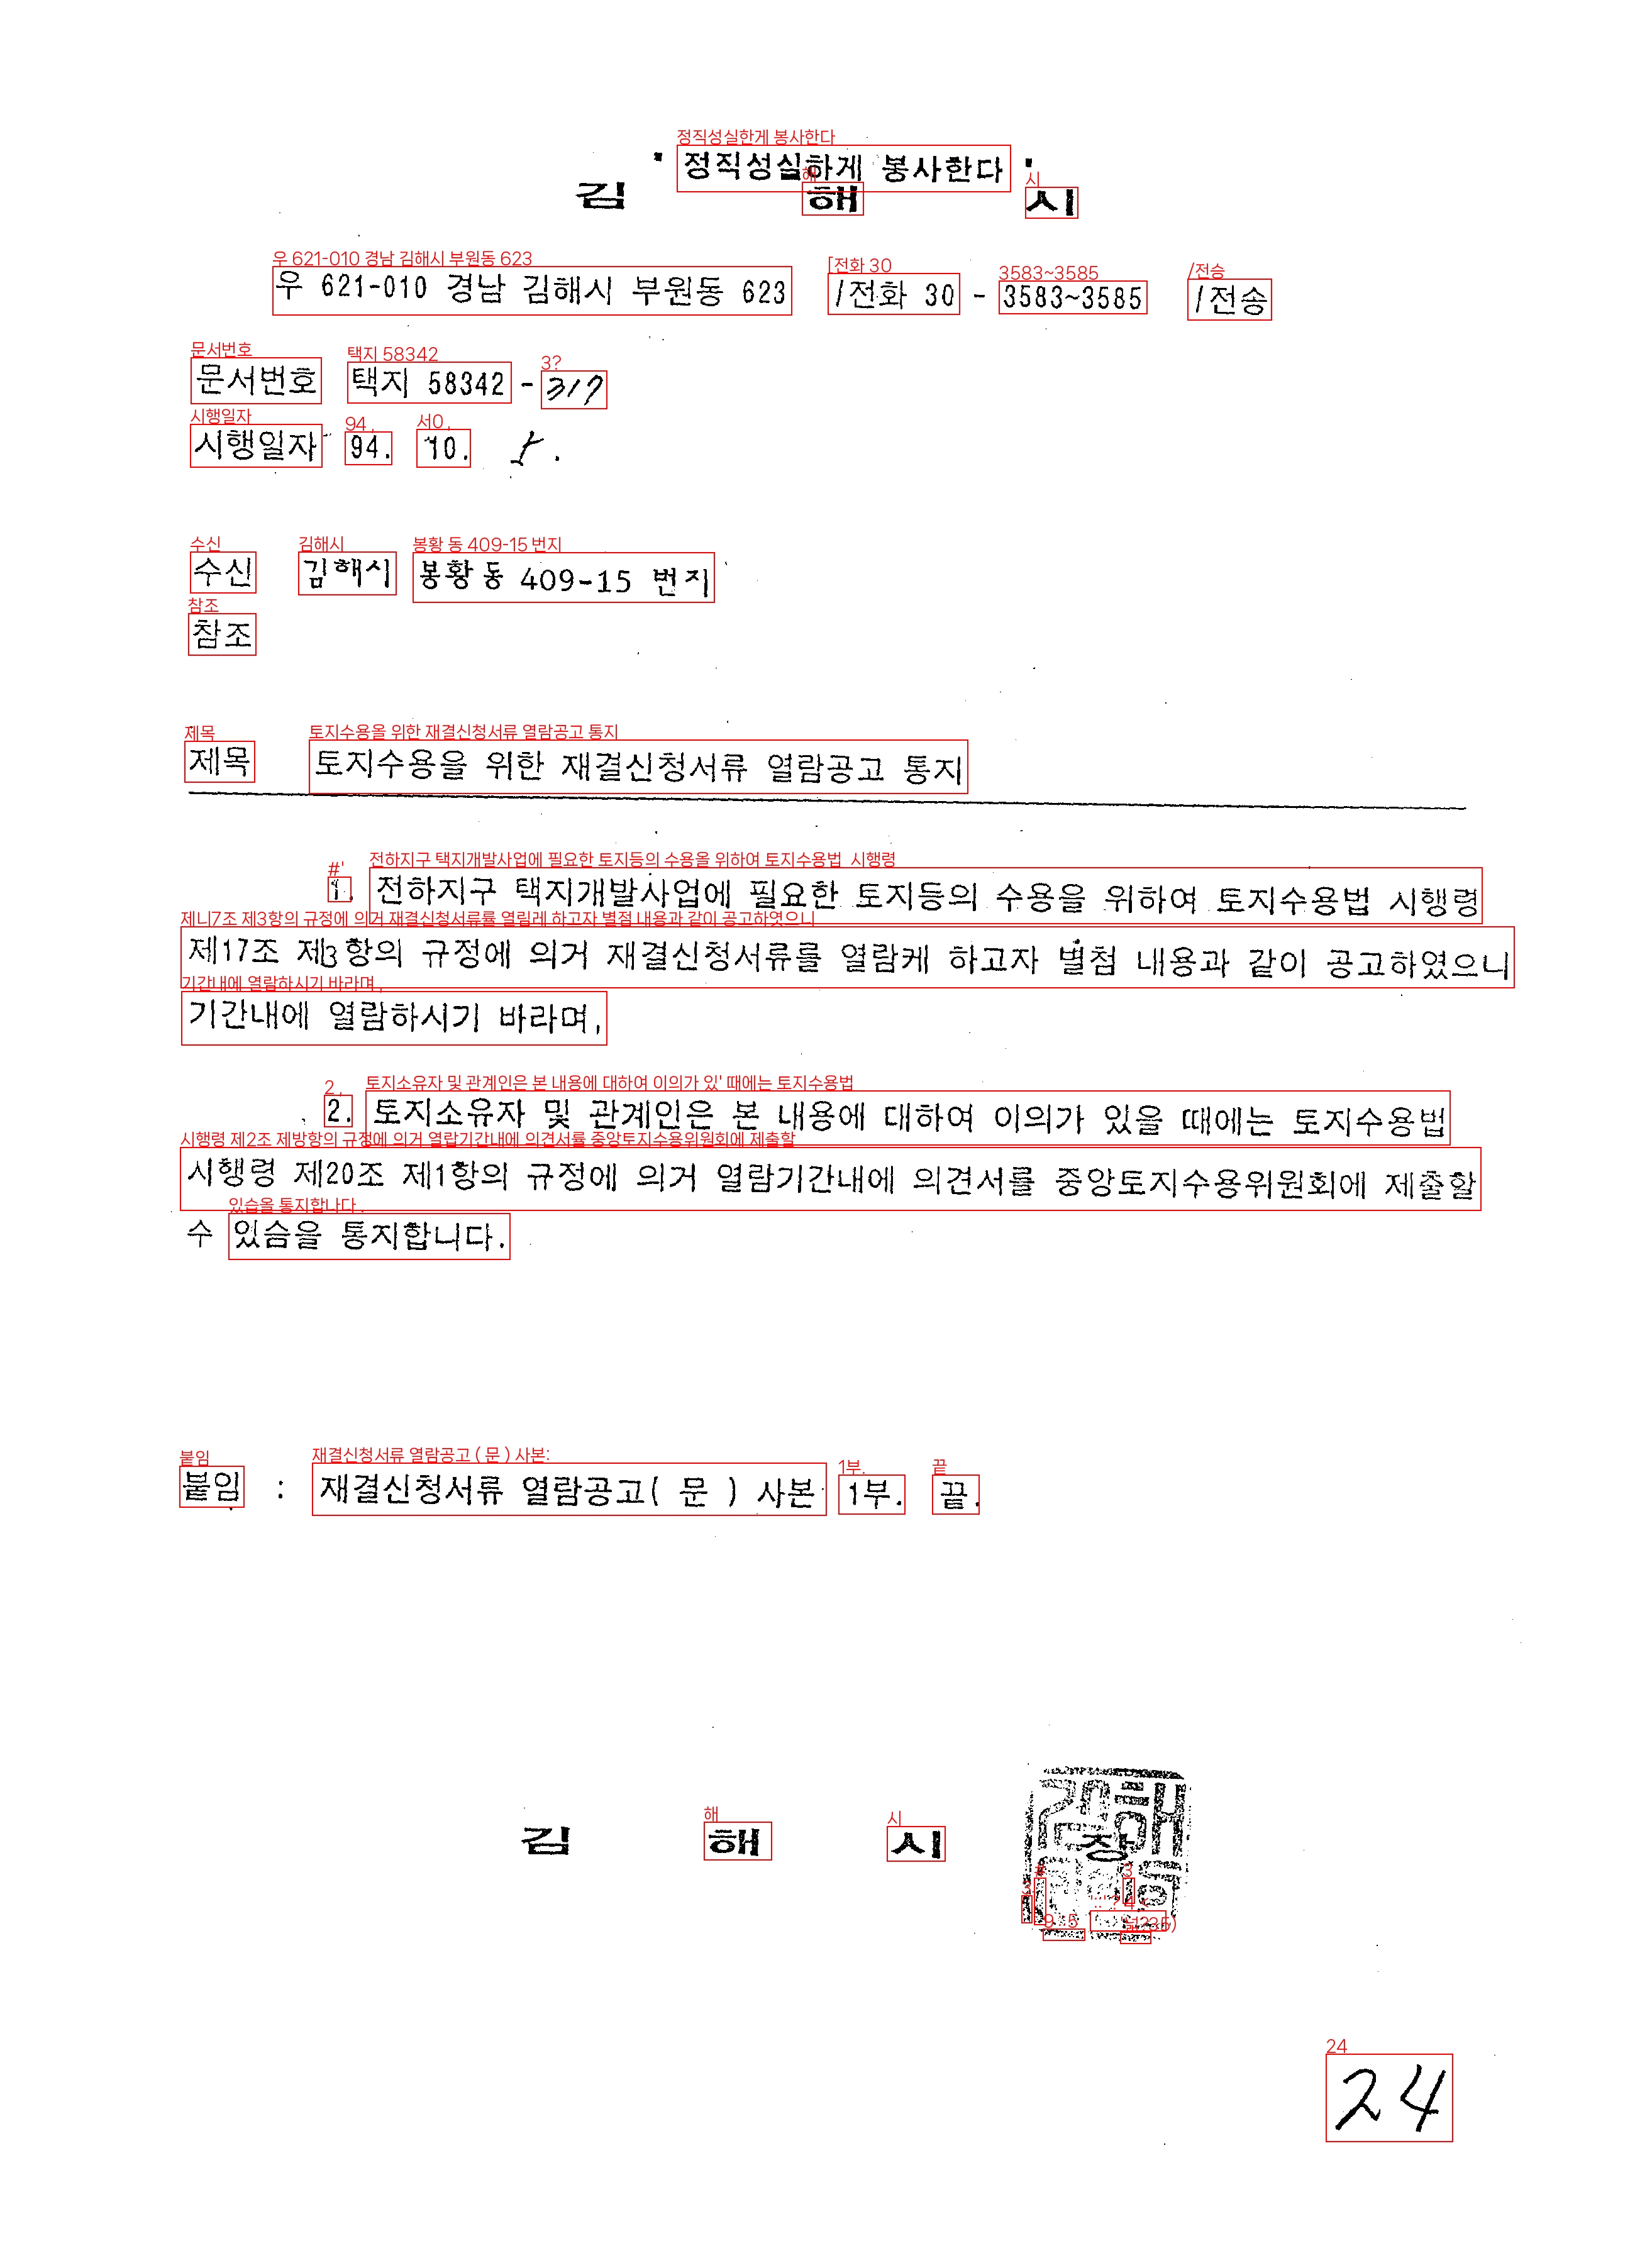 " 정직성실하게 봉사한다 "
김 해 시
우 621-010 경남 김해시 부원동 623 /전화 30 - 3583~3585 /전송
문서번호 택지 58342 - 317
시행일자 94. 10.
수신 김해시 봉황동 409-15 번지
참조
제목 토지수용을 위한 재결신청서류 열람공고 통지
1. 전하지구 택지개발사업에 필요한 토지등의 수용을 위하여 토지수용법 시행령
제17조 제3항의 규정에 의거 재결신청서류를 열람케 하고자 별첨 내용과 같이 공고하였으니
기간내에 열람하시기 바라며,
2. 토지소유자 및 관계인은 본 내용에 대하여 이의가 있을 때에는 토지수용법
시행령 제20조 제1항의 규정에 의거 열람기간내에 의견서를 중앙토지수용위원회에 제출할
수 있슴을 통지합니다.
붙임 : 재결신청서류 열람공고( 문 ) 사본 1부. 끝.
김 해 시 장
24